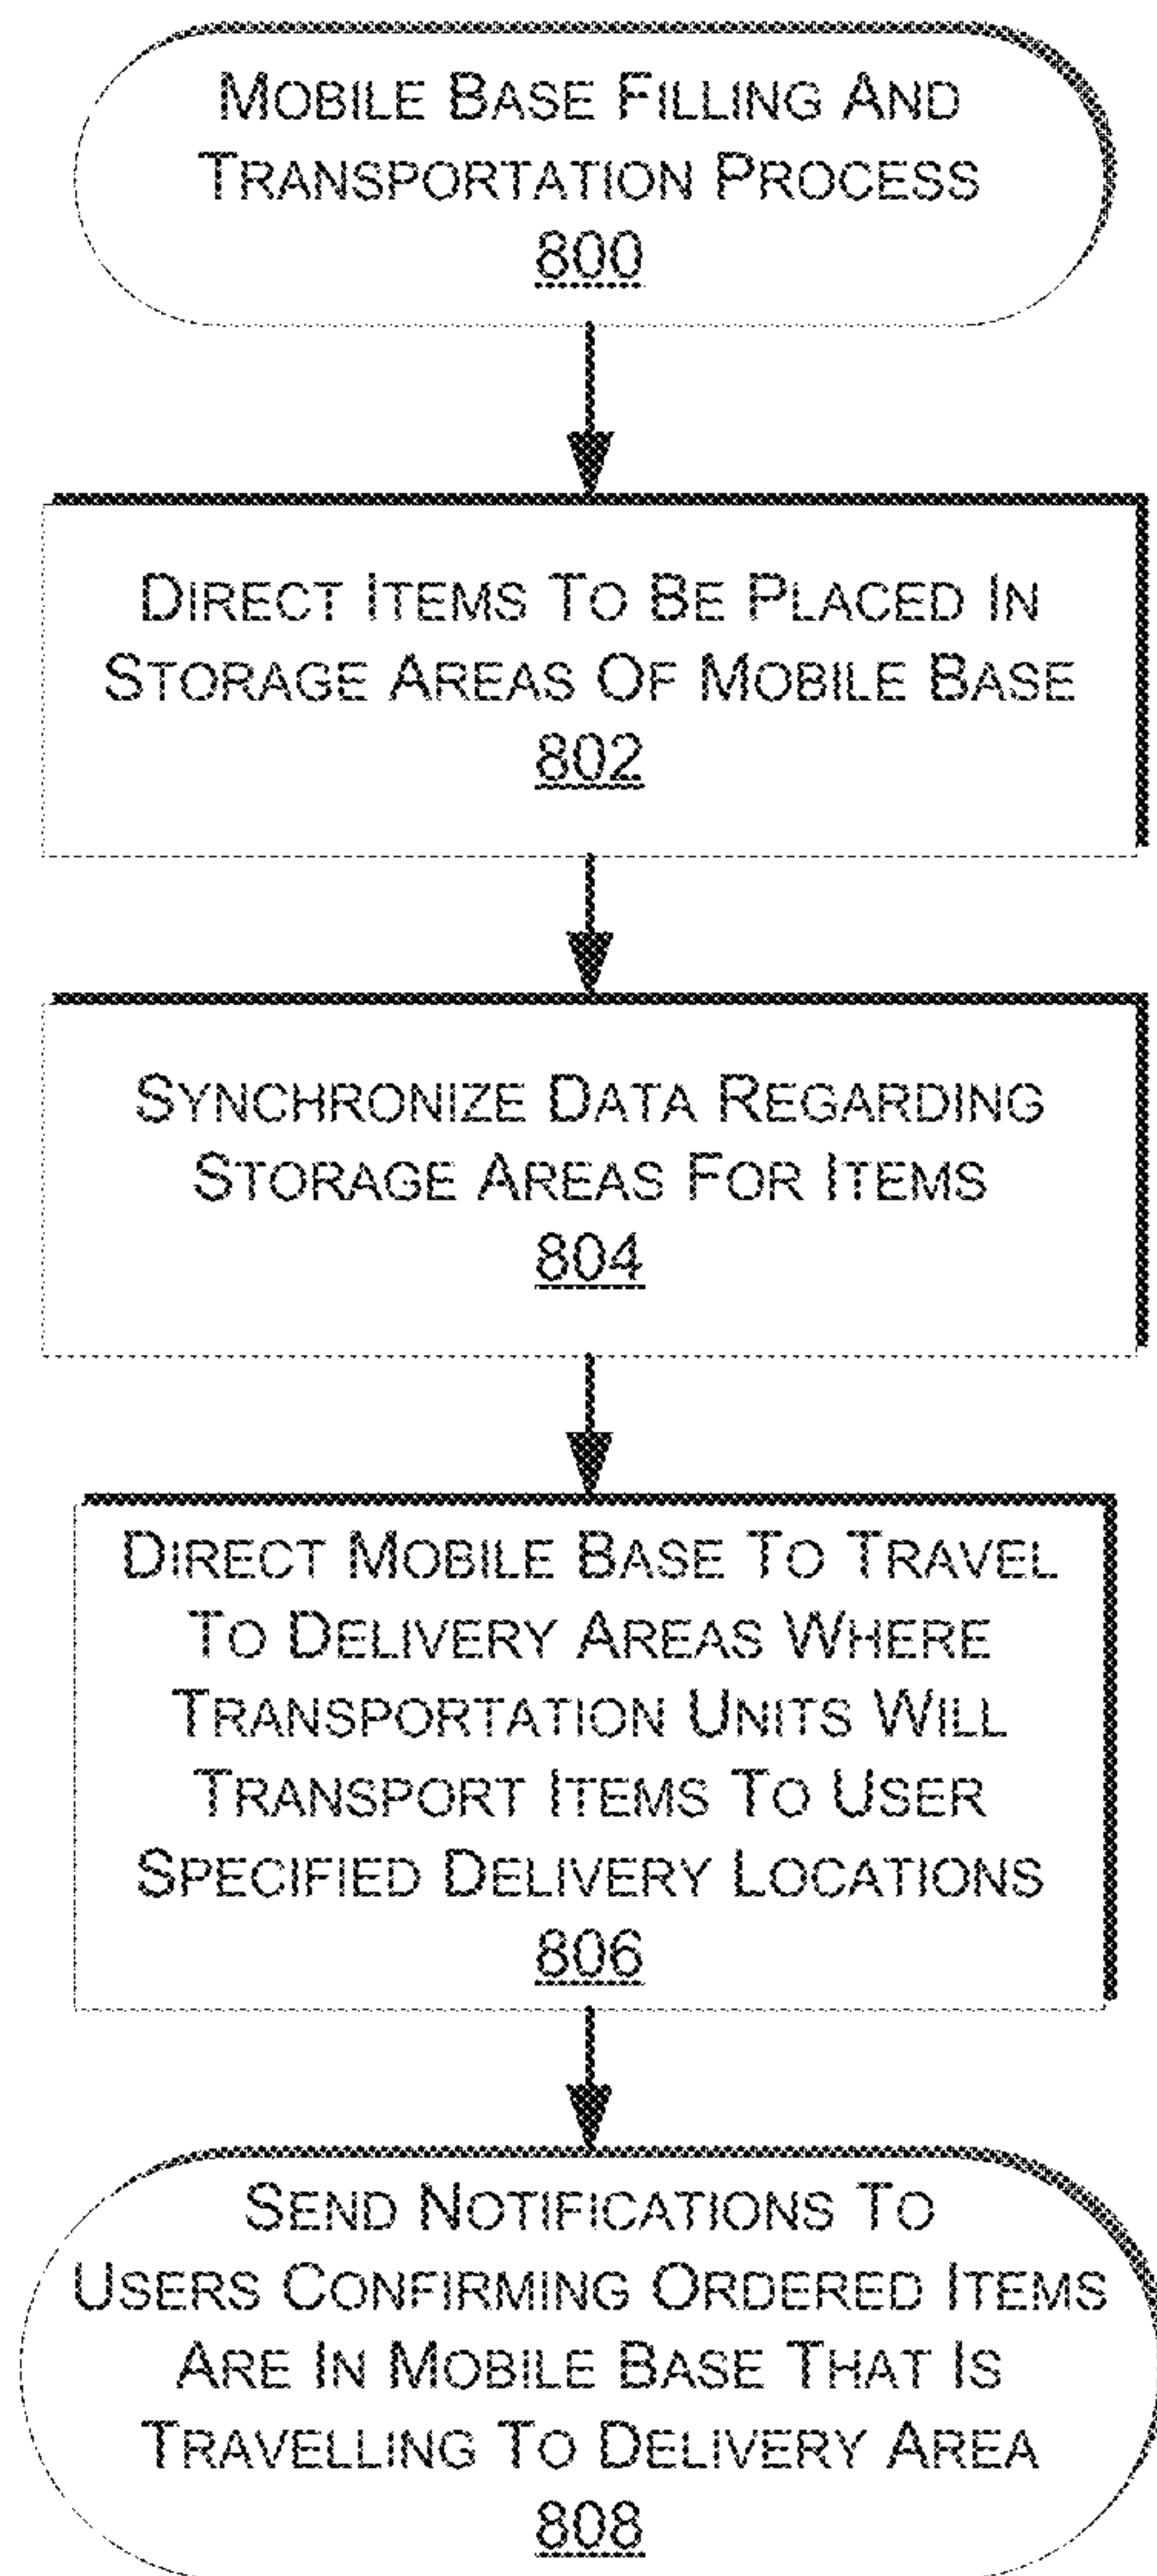 MOBILE BASE FILLING AND
TRANSPORTATION PROCESS
800
DIRECT ITEMS TO BE PLACED IN
STORAGE AREAS OF MOBILE BASE
802
SYNCHRONIZE DATA REGARDING
STORAGE AREAS FOR ITEMS
804
DIRECT MOBILE BASE TO TRAVEL
TO DELIVERY AREAS WHERE
TRANSPORTATION UNITS WILL
TRANSPORT ITEMS TO USER
SPECIFIED DELIVERY LOCATIONS
806
SEND NOTIFICATIONS TO
USERS CONFIRMING ORDERED ITEMS
ARE IN MOBILE BASE THAT IS
TRAVELLING TO DELIVERY AREA
808